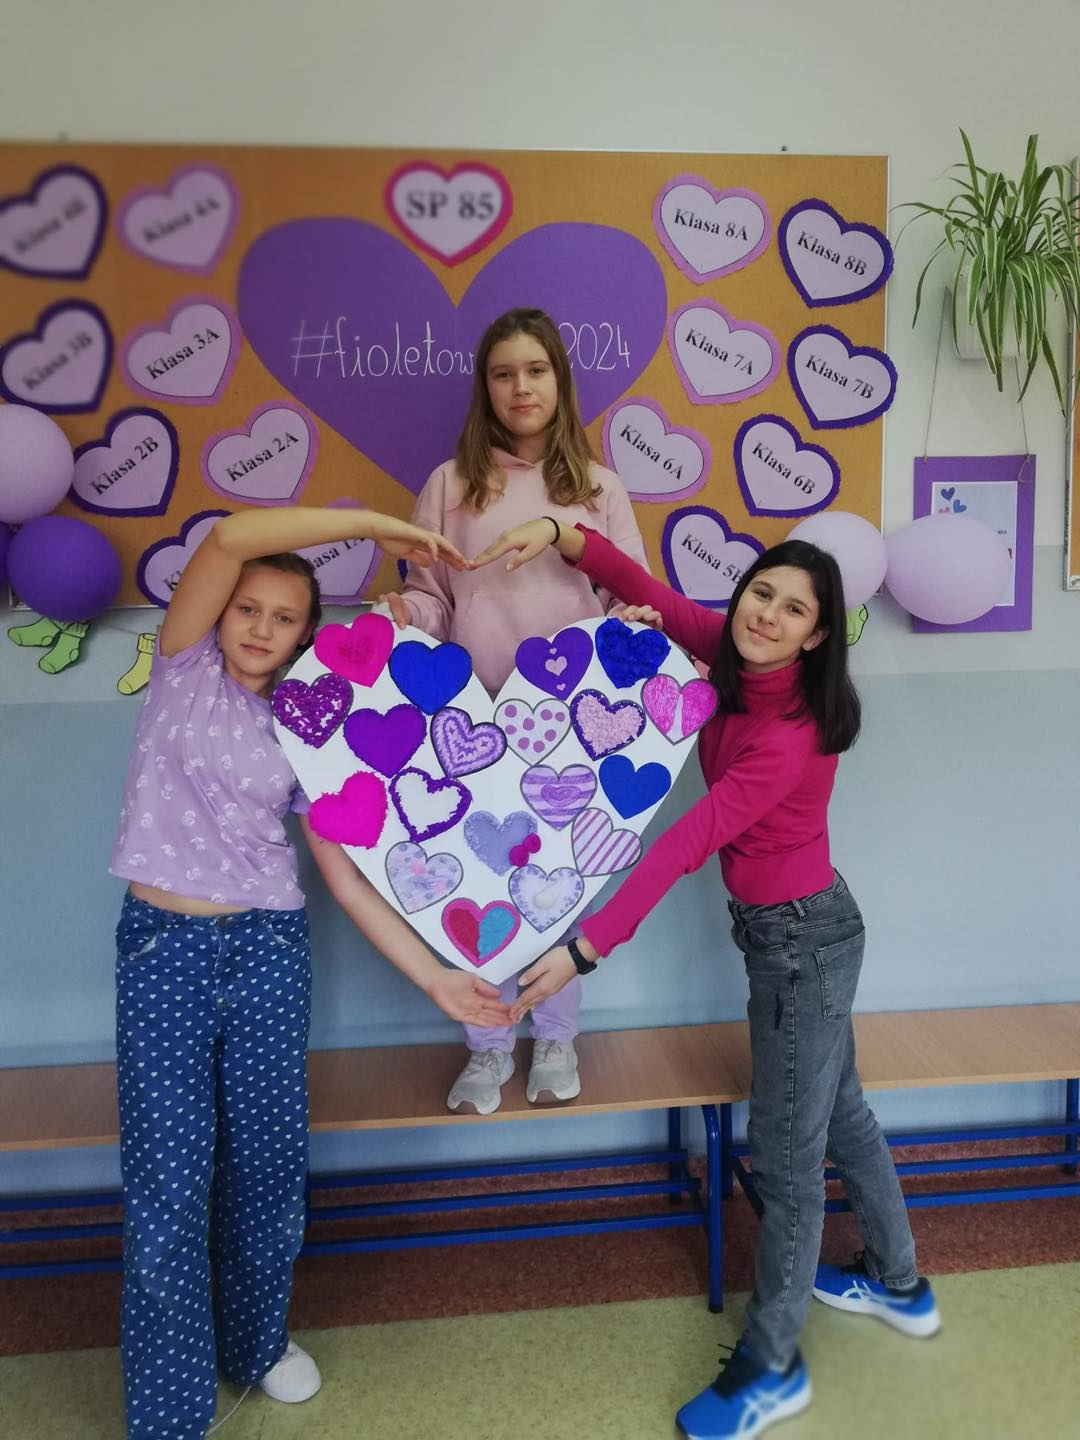 SP 85
Klasa 4B
Klasa 4A
Klasa 8A
Klasa 8B
#fioletow 2024
Klasa 3B
Klasa 3A
Klasa 7A
Klasa 7B
Klasa 2B
Klasa 2A
Klasa 6A
Klasa 6B
1A
Klasa 5B